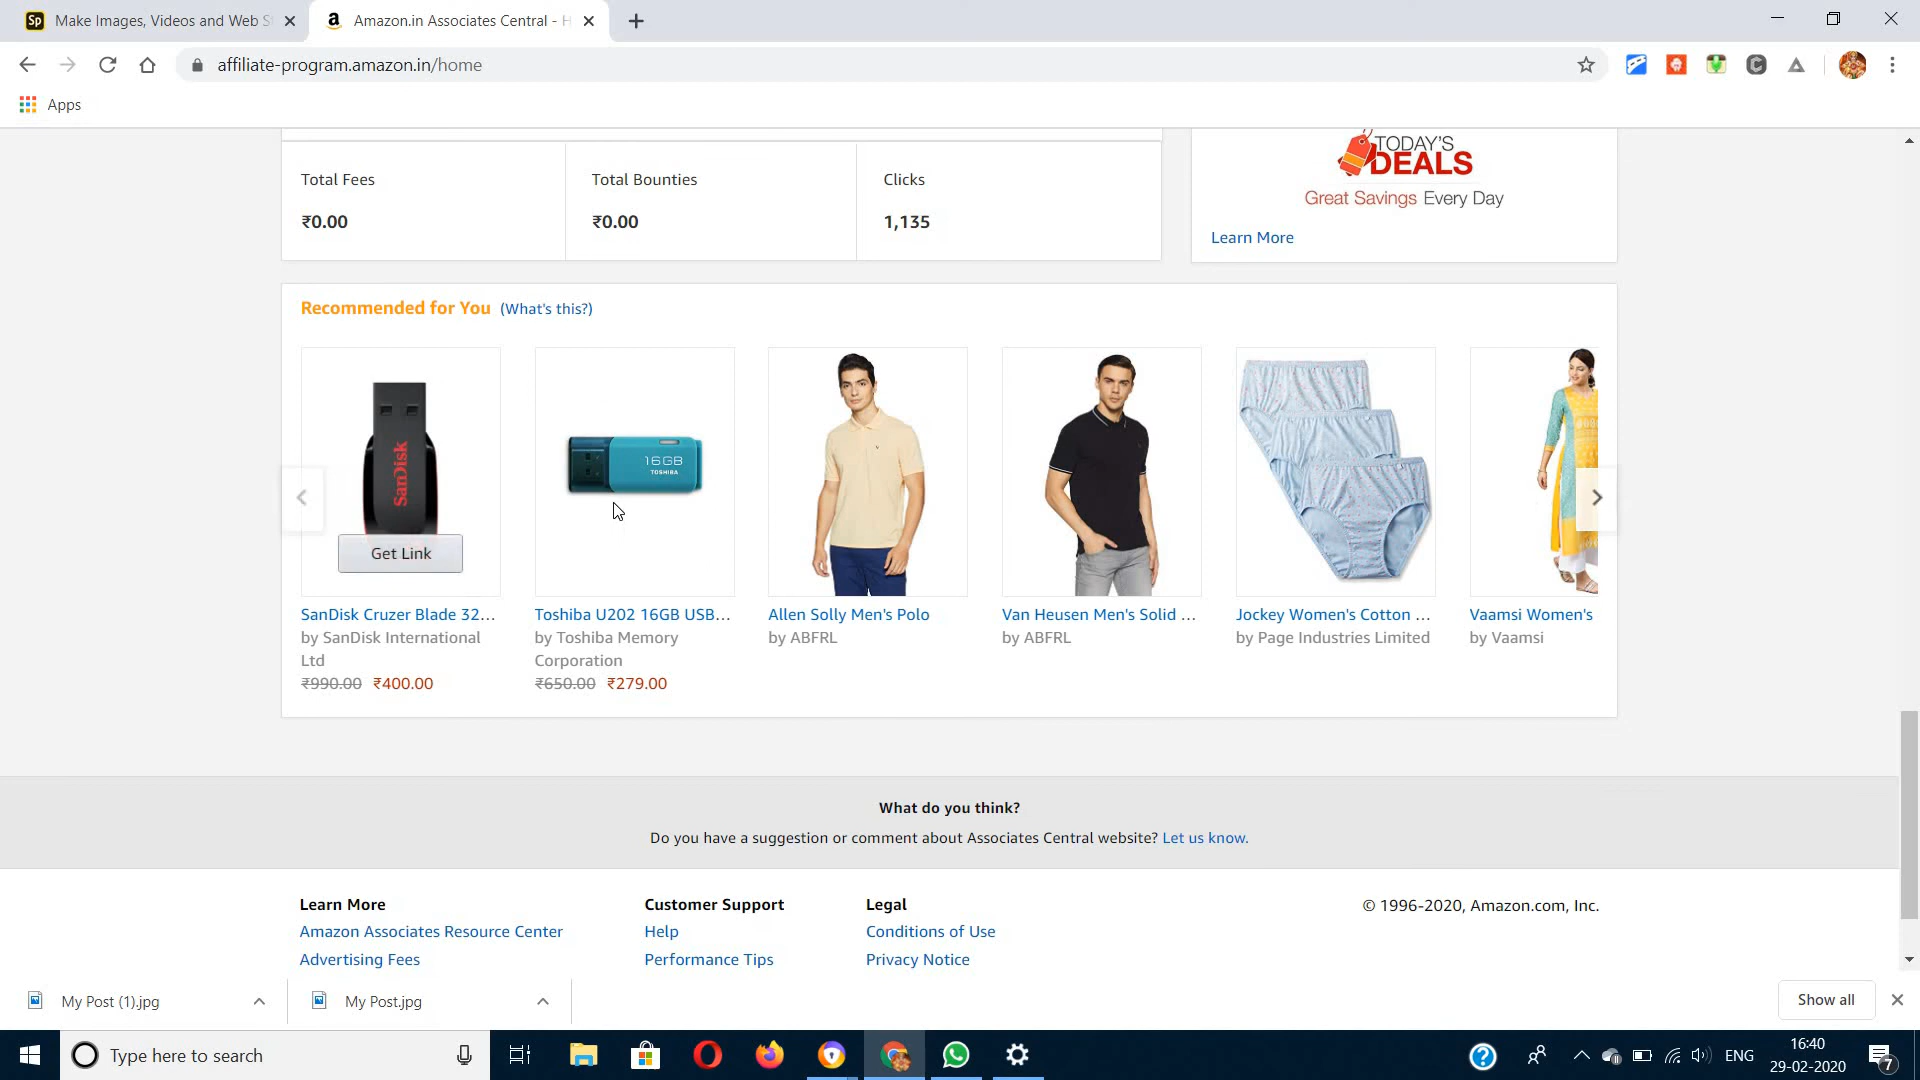 Make Images, Videos and Web S
Amazon.in Associates Central - H
affiliate-program.amazon.in/home
Apps
Total Fees
Total Bounties
Clicks
₹0.00
₹0.00
1,135
TODAY'S
DEALS
Great Savings Every Day
Learn More
Recommended for You (What's this?)
SanDisk
16GB
TOSHIBA
Get Link
SanDisk Cruzer Blade 32...
by SanDisk International
Ltd
₹990.00 ₹400.00
Toshiba U202 16GB USB...
by Toshiba Memory
Corporation
₹650.00 ₹279.00
Allen Solly Men's Polo
by ABFRL
Van Heusen Men's Solid ...
by ABFRL
Jockey Women's Cotton ...
by Page Industries Limited
Vaamsi Women's
by Vaamsi
What do you think?
Do you have a suggestion or comment about Associates Central website? Let us know.
Learn More
Amazon Associates Resource Center
Advertising Fees
Customer Support
Help
Performance Tips
Legal
Conditions of Use
Privacy Notice
© 1996-2020, Amazon.com, Inc.
My Post (1).jpg
My Post.jpg
Show all
Type here to search
ENG
16:40
29-02-2020
7